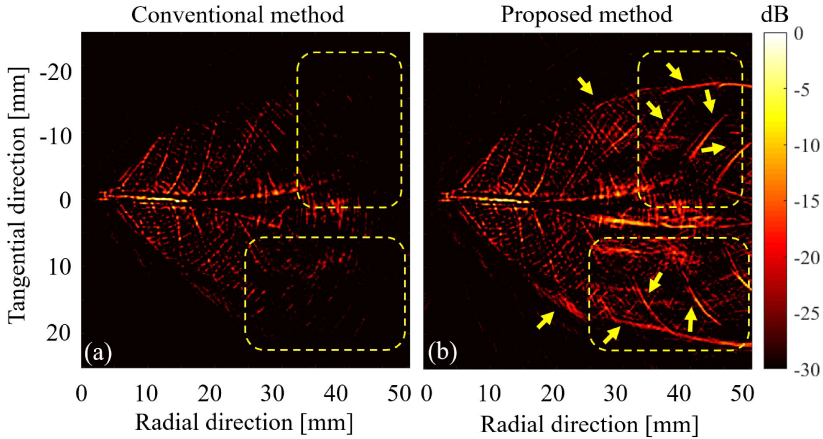 Conventional method
Proposed method
dB
Tangential direction [mm]
-20
-10
0
10
20
(a)
(b)
0
-5
-10
-15
-20
-25
-30
0 10 20 30 40 50
0 10 20 30 40 50
Radial direction [mm]
Radial direction [mm]